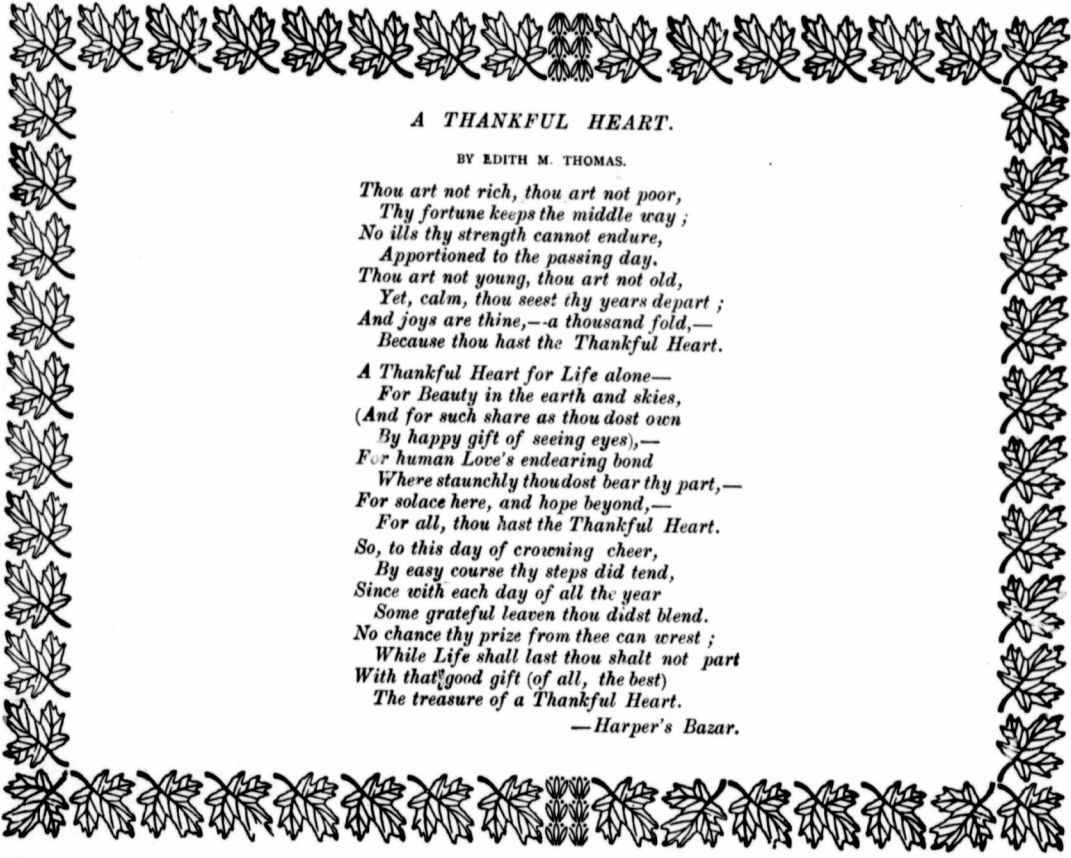 A THANKFUL HEART.
BY EDITH M. THOMAS.
Thou art not rich, thou art not poor,
Thy fortune keeps the middle way ;
No ills thy strength cannot endure,
Apportioned to the passing day.
Thou art not young, thou art not old,
Yet, calm, thou seest thy years depart ;
And joys are thine,—-a thousand fold,—
Because thou hast the Thankful Heart.
A Thankful Heart for Life alone—
For Beauty in the earth and skies,
(And for such share as thou dost own
By happy gift of seeing eyes),—
For human Love's endearing bond
Where staunchly thou dost bear thy part,—
For solace here, and hope beyond,—
For all, thou hast the Thankful Heart.
So, to this day of crowning cheer,
By easy course thy steps did tend,
Since with each day of all the year
Some grateful leaven thou didst blend.
No chance thy prize from thee can wrest ;
While Life shall last thou shalt not part
With that good gift (of all, the best)
The treasure of a Thankful Heart.
—Harper's Bazar.